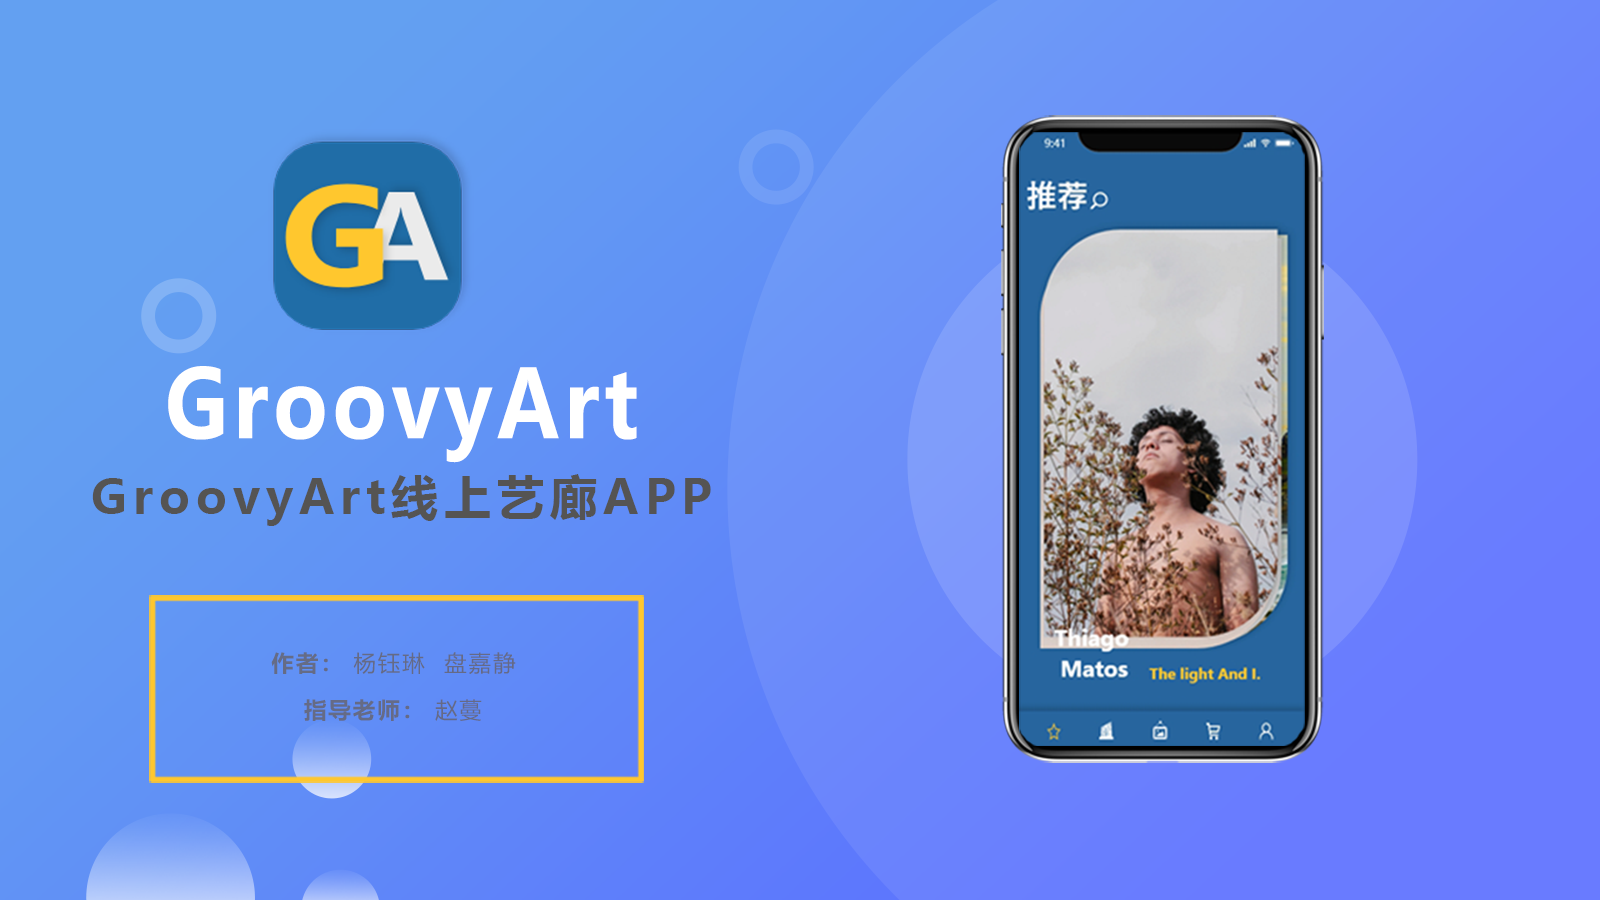 GA
GroovyArt
GroovyArt线上艺廊APP
作者： 杨钰琳 盘嘉静
指导老师： 赵蔓
9:41
推荐
Thiago
Matos
The light And I.